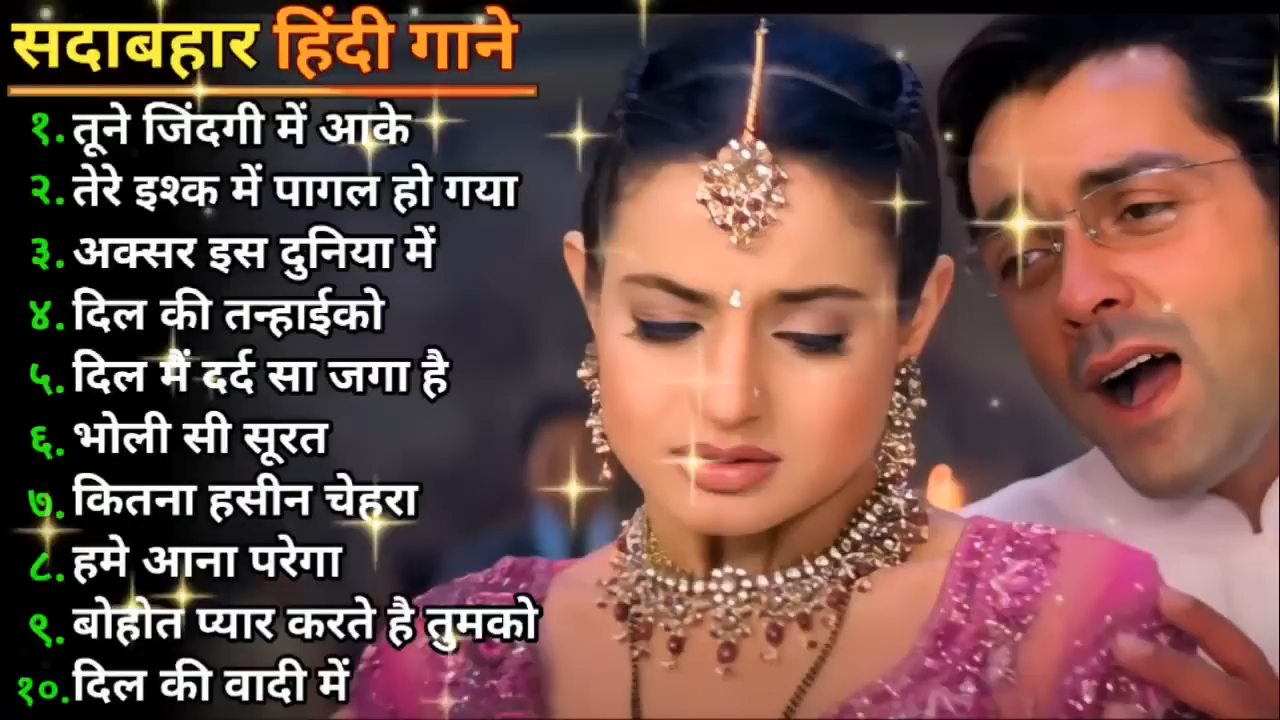 सदाबहार हिंदी गाने
१. तूने जिंदगी में आके
२. तेरे इश्क में पागल हो गया
३. अक्सर इस दुनिया में
४. दिल की तन्हाईको
५. दिल मैं दर्द सा जगा है
६. भोली सी सूरत
७. कितना हसीन चेहरा
८. हमे आना परेगा
९. बोहोत प्यार करते है तुमको
१०. दिल की वादी में